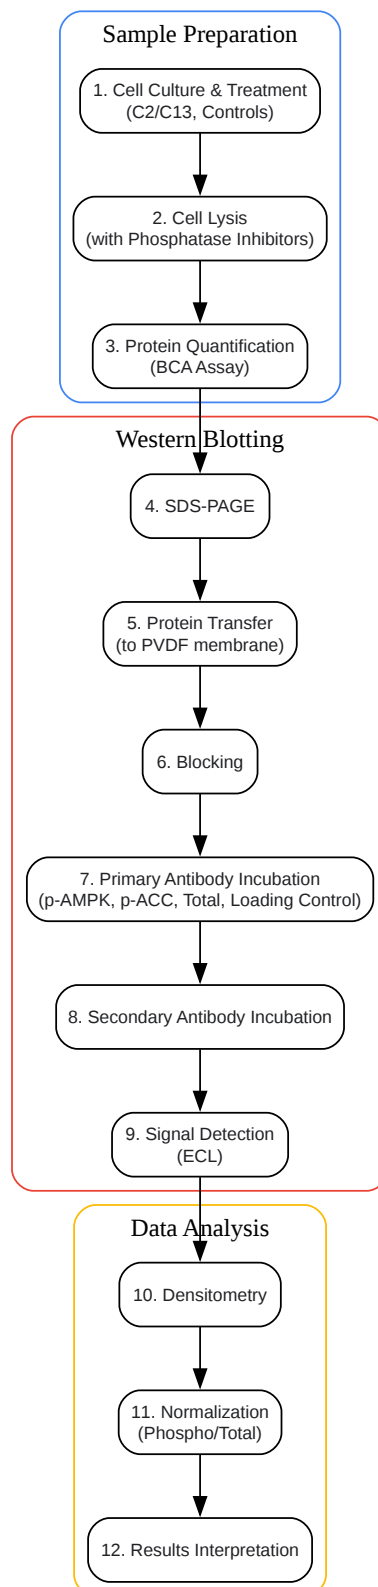 Sample Preparation
1. Cell Culture & Treatment
(C2/C13, Controls)
2. Cell Lysis
(with Phosphatase Inhibitors)
3. Protein Quantification
(BCA Assay)
Western Blotting
4. SDS-PAGE
5. Protein Transfer
(to PVDF membrane)
6. Blocking
7. Primary Antibody Incubation
(p-AMPK, p-ACC, Total, Loading Control)
8. Secondary Antibody Incubation
9. Signal Detection
(ECL)
Data Analysis
10. Densitometry
11. Normalization
(Phospho/Total)
12. Results Interpretation